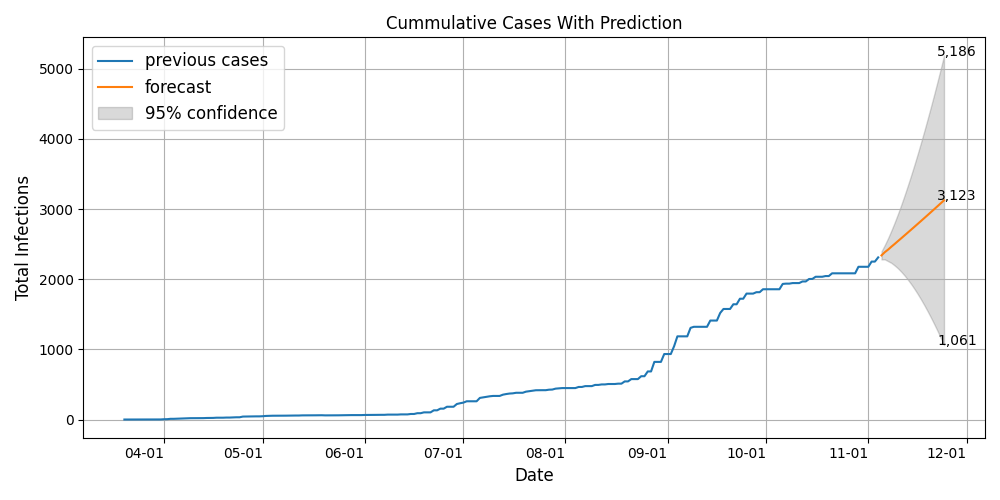 Cummulative Cases With Prediction
previous cases
forecast
95% confidence
5,186
3,123
1,061
5000
4000
3000
2000
1000
0
Total Infections
04-01 05-01 06-01 07-01 08-01 09-01 10-01 11-01 12-01
Date